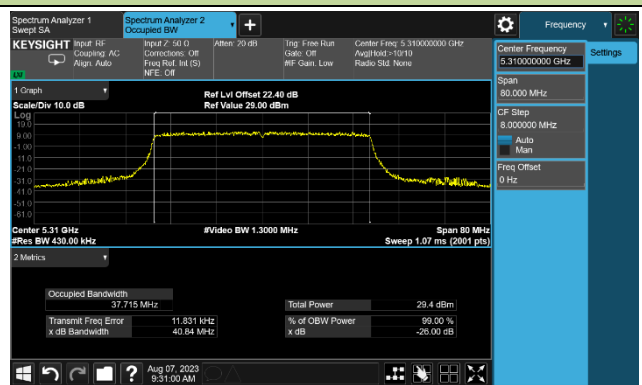 Spectrum Analyzer 1
Swept SA
Spectrum Analyzer 2
Occupied BW
Frequency
KEYSIGHT
Input: RF
Coupling: AC
Align: Auto
Input Z: 50 Ω
Corrections: Off
Freq Ref: Int (S)
NFE: Off
Atten: 20 dB
Trig: Free Run
Gate: Off
#IF Gain: Low
Center Freq: 5.310000000 GHz
Avg|Hold:>10/10
Radio Std: None
Center Frequency
5.310000000 GHz
Settings
Span
80.000 MHz
CF Step
8.000000 MHz
Auto
Man
Freq Offset
0 Hz
1 Graph
Ref Lvl Offset 22.40 dB
Scale/Div 10.0 dB
Ref Value 29.00 dBm
Log
19.0
9.00
-1.00
-11.0
-21.0
-31.0
-41.0
-51.0
-61.0
Center 5.31 GHz
#Video BW 1.3000 MHz
Span 80 MHz
#Res BW 430.00 kHz
Sweep 1.07 ms (2001 pts)
2 Metrics
Occupied Bandwidth
37.715 MHz
Total Power
29.4 dBm
Transmit Freq Error
11.831 kHz
% of OBW Power
99.00 %
x dB Bandwidth
40.84 MHz
x dB
-26.00 dB
Aug 07, 2023
9:31:00 AM